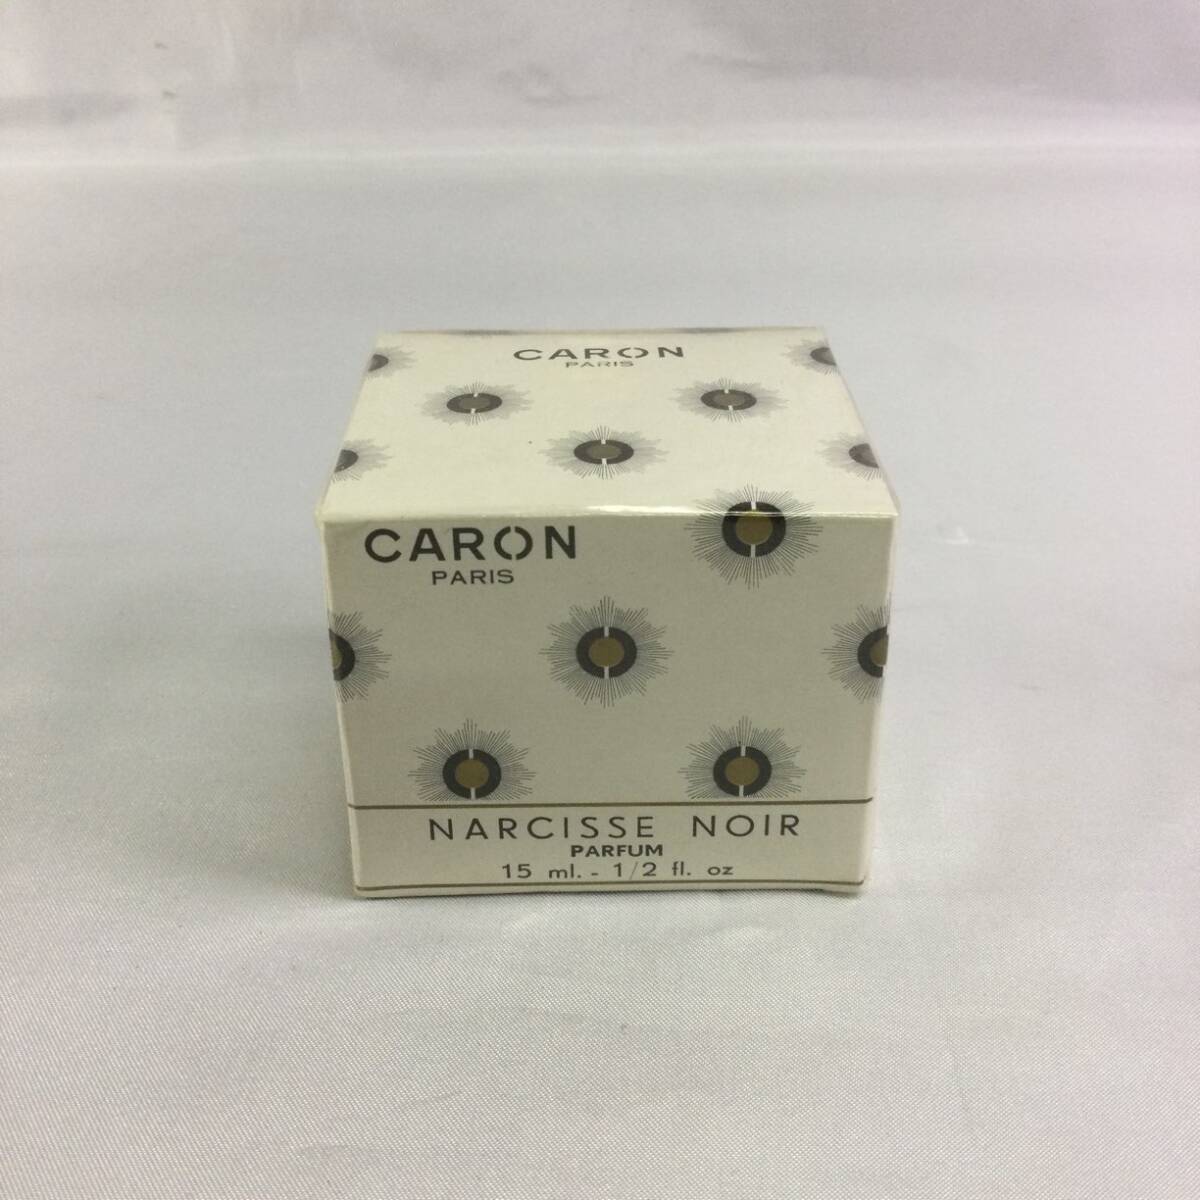 CARON
PARIS
CARON
PARIS
NARCISSE NOIR
PARFUM
15 ml. - 1/2 fl. oz